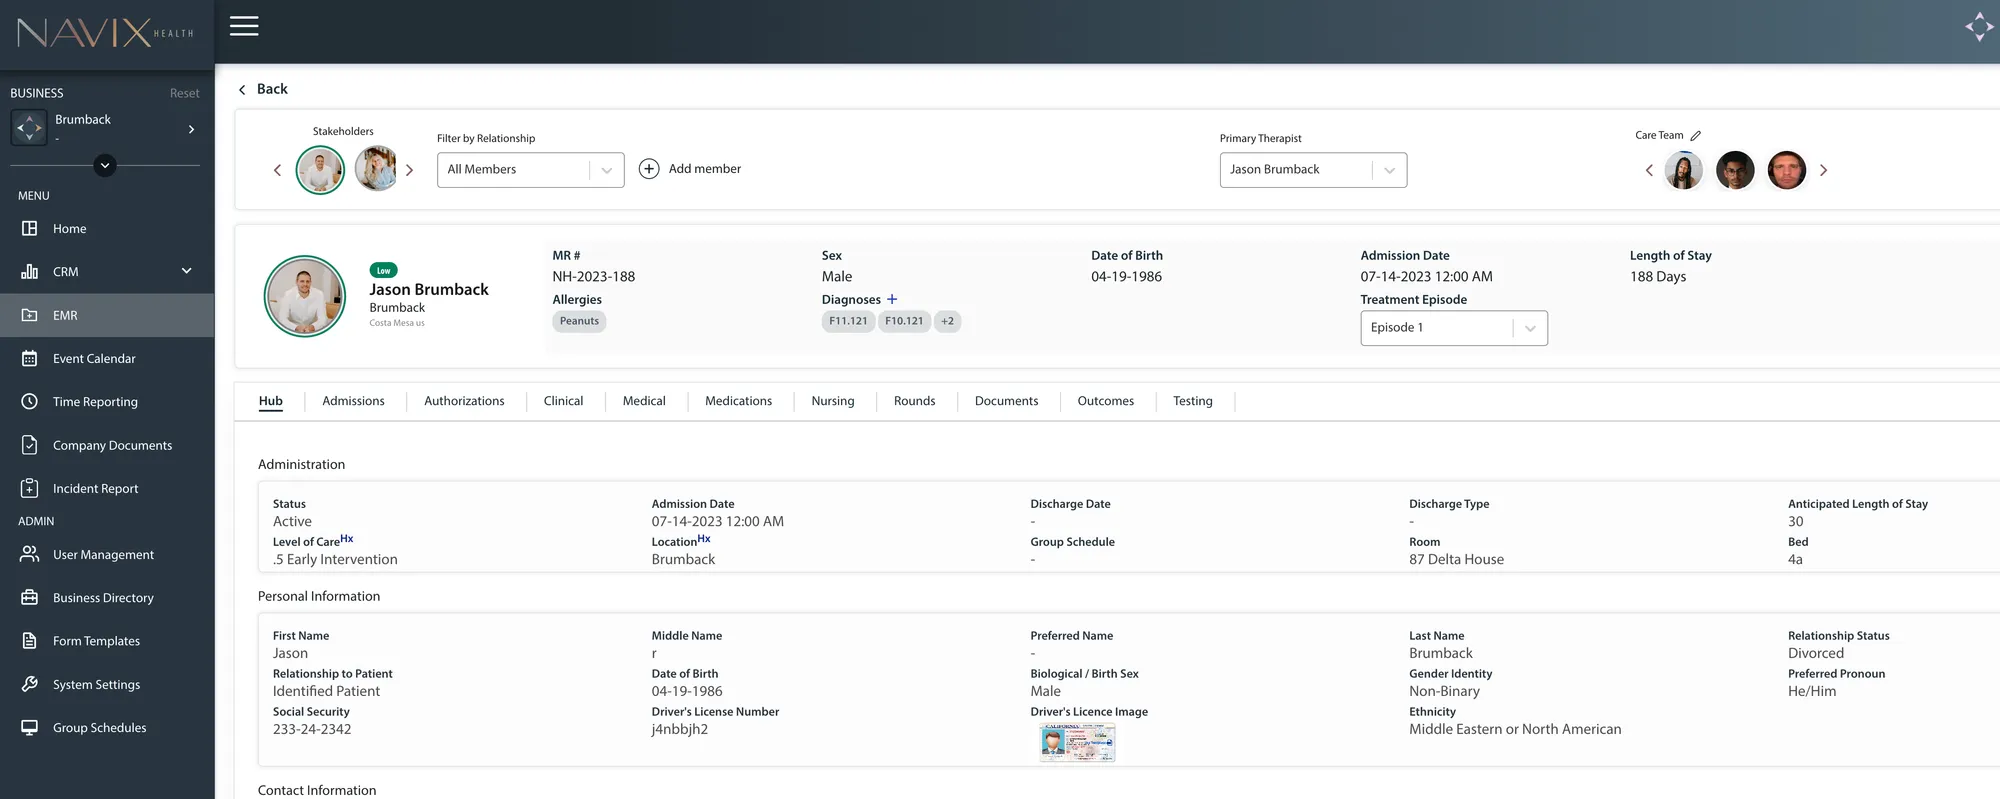 NAVIX HEALTH
BUSINESS Reset
Brumback
-
MENU
Home
CRM
EMR
Event Calendar
Time Reporting
Company Documents
Incident Report
ADMIN
User Management
Business Directory
Form Templates
System Settings
Group Schedules
Back
Stakeholders
Filter by Relationship
All Members
Add member
Primary Therapist
Jason Brumback
Care Team
Low
Jason Brumback
Brumback
Costa Mesa us
MR # Sex Date of Birth Admission Date Length of Stay
NH-2023-188 Male 04-19-1986 07-14-2023 12:00 AM 188 Days
Allergies Diagnoses + Treatment Episode
Peanuts F11.121 F10.121 +2 Episode 1
Hub Admissions Authorizations Clinical Medical Medications Nursing Rounds Documents Outcomes Testing
Administration
Status Admission Date Discharge Date Discharge Type Anticipated Length of Stay
Active 07-14-2023 12:00 AM - - 30
Level of Care Hx Location Hx Group Schedule Room Bed
.5 Early Intervention Brumback - 87 Delta House 4a
Personal Information
First Name Middle Name Preferred Name Last Name Relationship Status
Jason r - Brumback Divorced
Relationship to Patient Date of Birth Biological / Birth Sex Gender Identity Preferred Pronoun
Identified Patient 04-19-1986 Male Non-Binary He/Him
Social Security Driver's License Number Driver's Licence Image Ethnicity
233-24-2342 j4nbbjh2 Middle Eastern or North American
CALIFORNIA
Contact Information